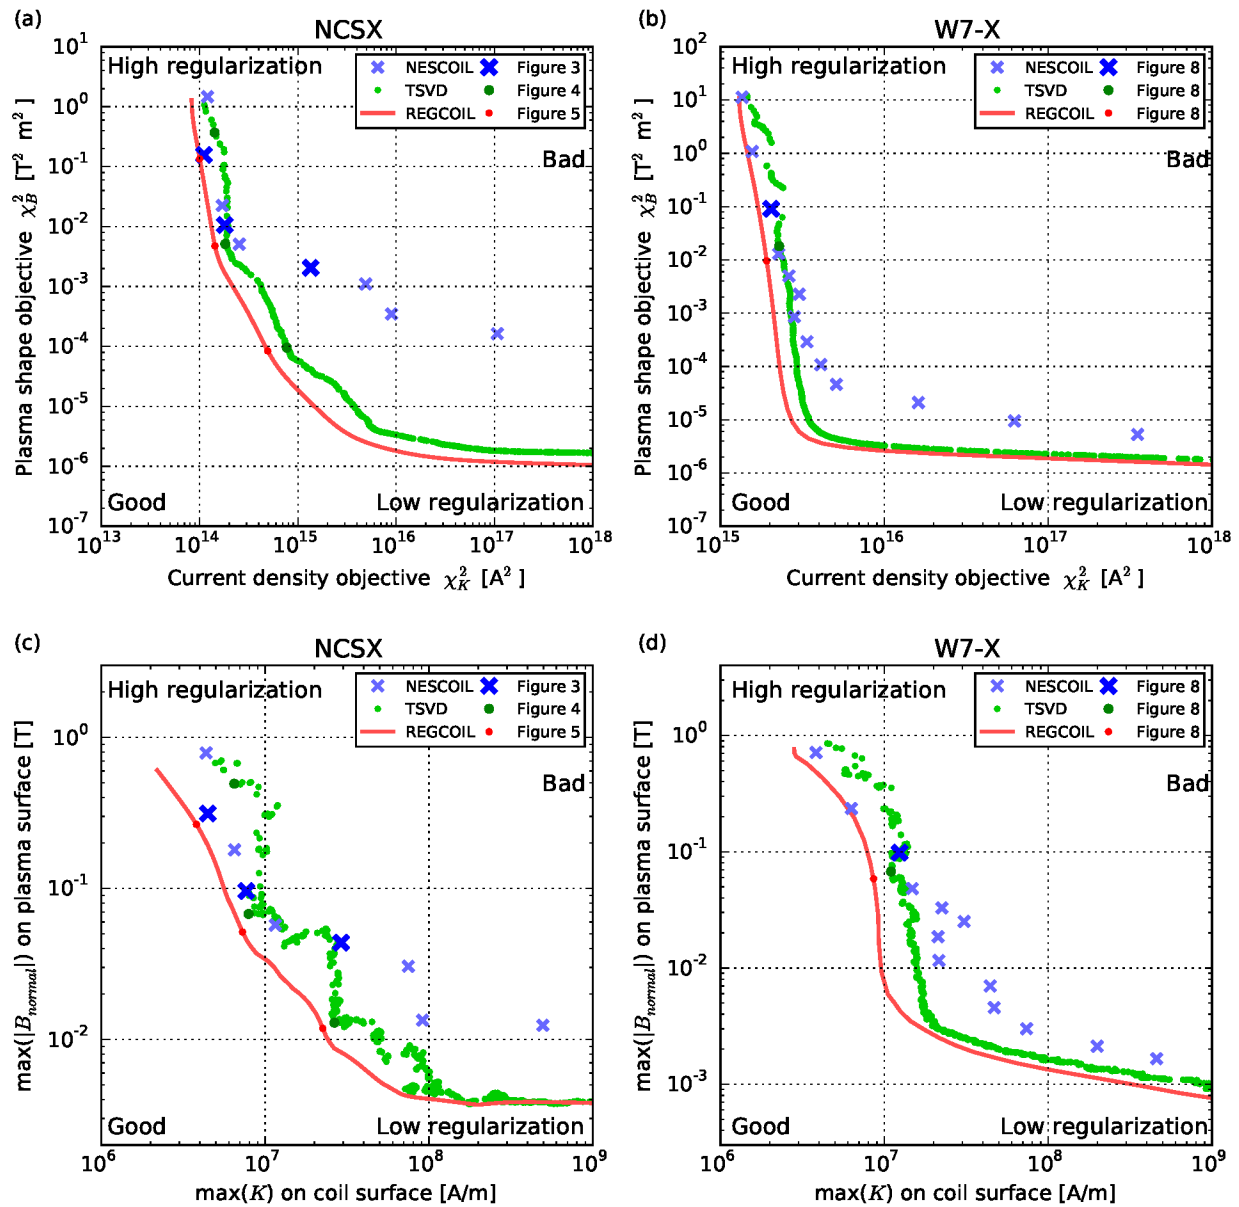 (a)
NCSX
High regularization
NESCOIL Figure 3
TSVD Figure 4
REGCOIL Figure 5
Bad
Good
Low regularization
10^1
10^0
10^-1
10^-2
10^-3
10^-4
10^-5
10^-6
10^-7
10^13 10^14 10^15 10^16 10^17 10^18
Plasma shape objective χ_B^2 [T^2 m^2]
Current density objective χ_K^2 [A^2]
(b)
W7-X
High regularization
NESCOIL Figure 8
TSVD Figure 8
REGCOIL Figure 8
Bad
Good
Low regularization
10^2
10^1
10^0
10^-1
10^-2
10^-3
10^-4
10^-5
10^-6
10^-7
10^15 10^16 10^17 10^18
Plasma shape objective χ_B^2 [T^2 m^2]
Current density objective χ_K^2 [A^2]
(c)
NCSX
High regularization
NESCOIL Figure 3
TSVD Figure 4
REGCOIL Figure 5
Bad
Good
Low regularization
10^0
10^-1
10^-2
10^6 10^7 10^8 10^9
max(|B_normal|) on plasma surface [T]
max(K) on coil surface [A/m]
(d)
W7-X
High regularization
NESCOIL Figure 8
TSVD Figure 8
REGCOIL Figure 8
Bad
Good
Low regularization
10^0
10^-1
10^-2
10^-3
10^6 10^7 10^8 10^9
max(|B_normal|) on plasma surface [T]
max(K) on coil surface [A/m]